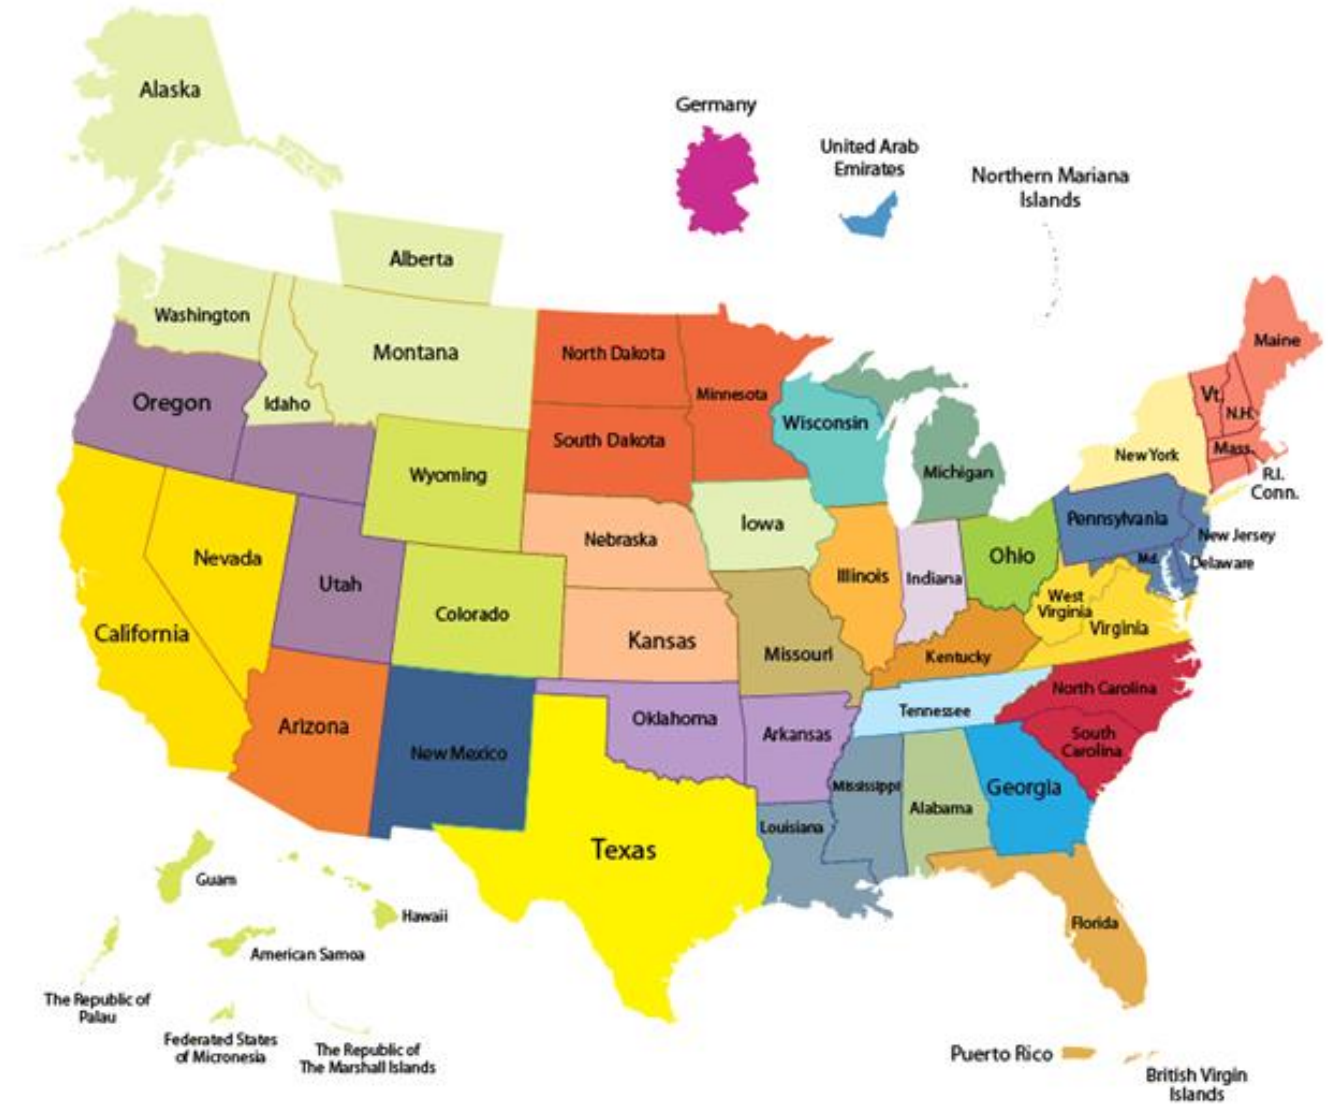 Alaska
Germany
United Arab
Emirates
Northern Mariana
Islands
Alberta
Washington
Montana
North Dakota
Minnesota
Maine
Oregon
Idaho
Wisconsin
Vt.
N.H.
South Dakota
Wyoming
Michigan
New York
Mass.
R.I.
Conn.
Nebraska
Iowa
Pennsylvania
New Jersey
Nevada
Utah
Colorado
Illinois
Indiana
Ohio
Md.
Delaware
California
Kansas
Missouri
Kentucky
West
Virginia
Virginia
Arizona
New Mexico
Oklahoma
Arkansas
Tennessee
North Carolina
South
Carolina
Texas
Louisiana
Mississippi
Alabama
Georgia
Florida
Guam
Hawaii
American Samoa
The Republic of
Palau
Federated States
of Micronesia
The Republic of
The Marshall Islands
Puerto Rico
British Virgin
Islands